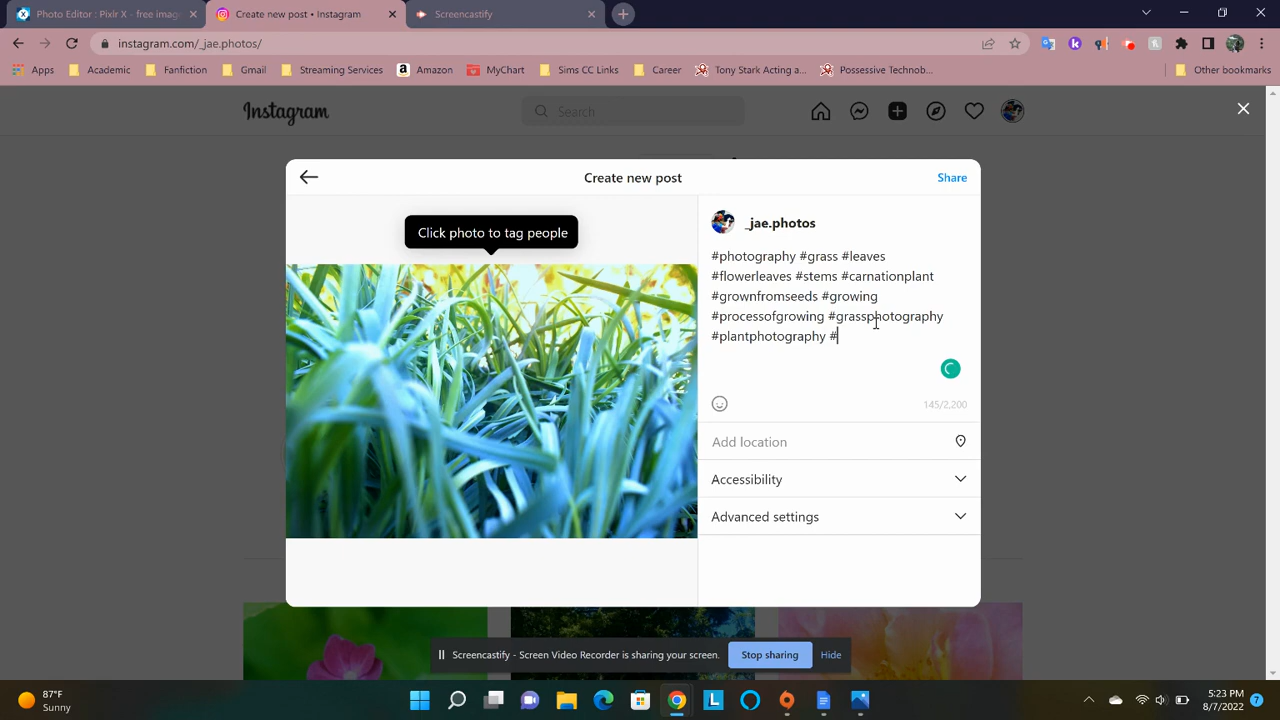 Photo Editor : Pixlr X - free imag
Create new post • Instagram
Screencastify
instagram.com/_jae.photos/
Apps
Academic
Fanfiction
Gmail
Streaming Services
Amazon
MyChart
Sims CC Links
Career
Tony Stark Acting a...
Possessive Technob...
Other bookmarks
Instagram
Search
Create new post
Share
Click photo to tag people
_jae.photos
#photography #grass #leaves
#flowerleaves #stems #carnationplant
#grownfromseeds #growing
#processofgrowing #grassphotography
#plantphotography #
145/2,200
Add location
Accessibility
Advanced settings
Screencastify - Screen Video Recorder is sharing your screen.
Stop sharing
Hide
87°F
Sunny
5:23 PM
8/7/2022
7